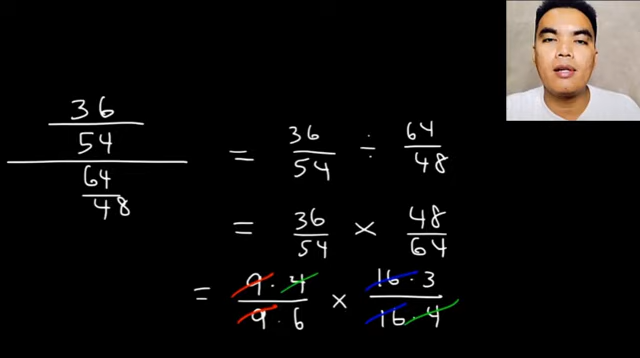 36/54 / 64/48 = 36/54 ÷ 64/48
= 36/54 × 48/64
= 9 · 4 / 9 · 6 × 16 · 3 / 16 · 4